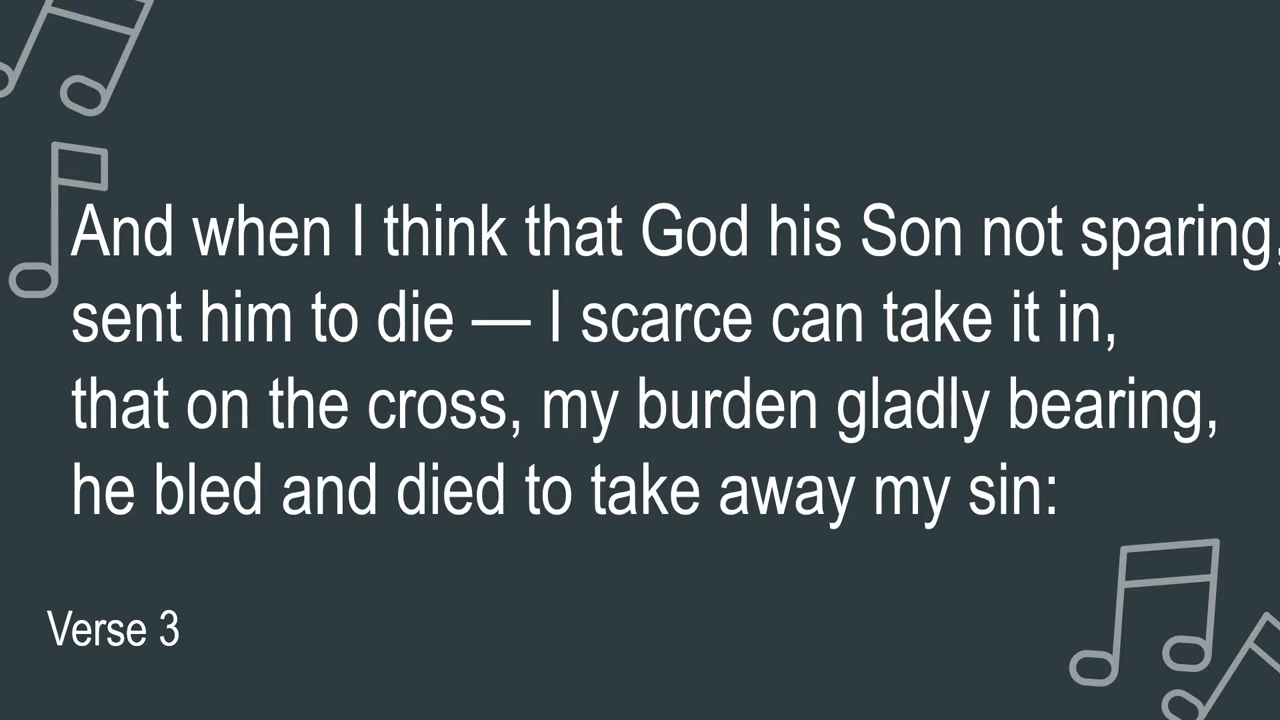 And when I think that God his Son not sparing,
sent him to die — I scarce can take it in,
that on the cross, my burden gladly bearing,
he bled and died to take away my sin:
Verse 3